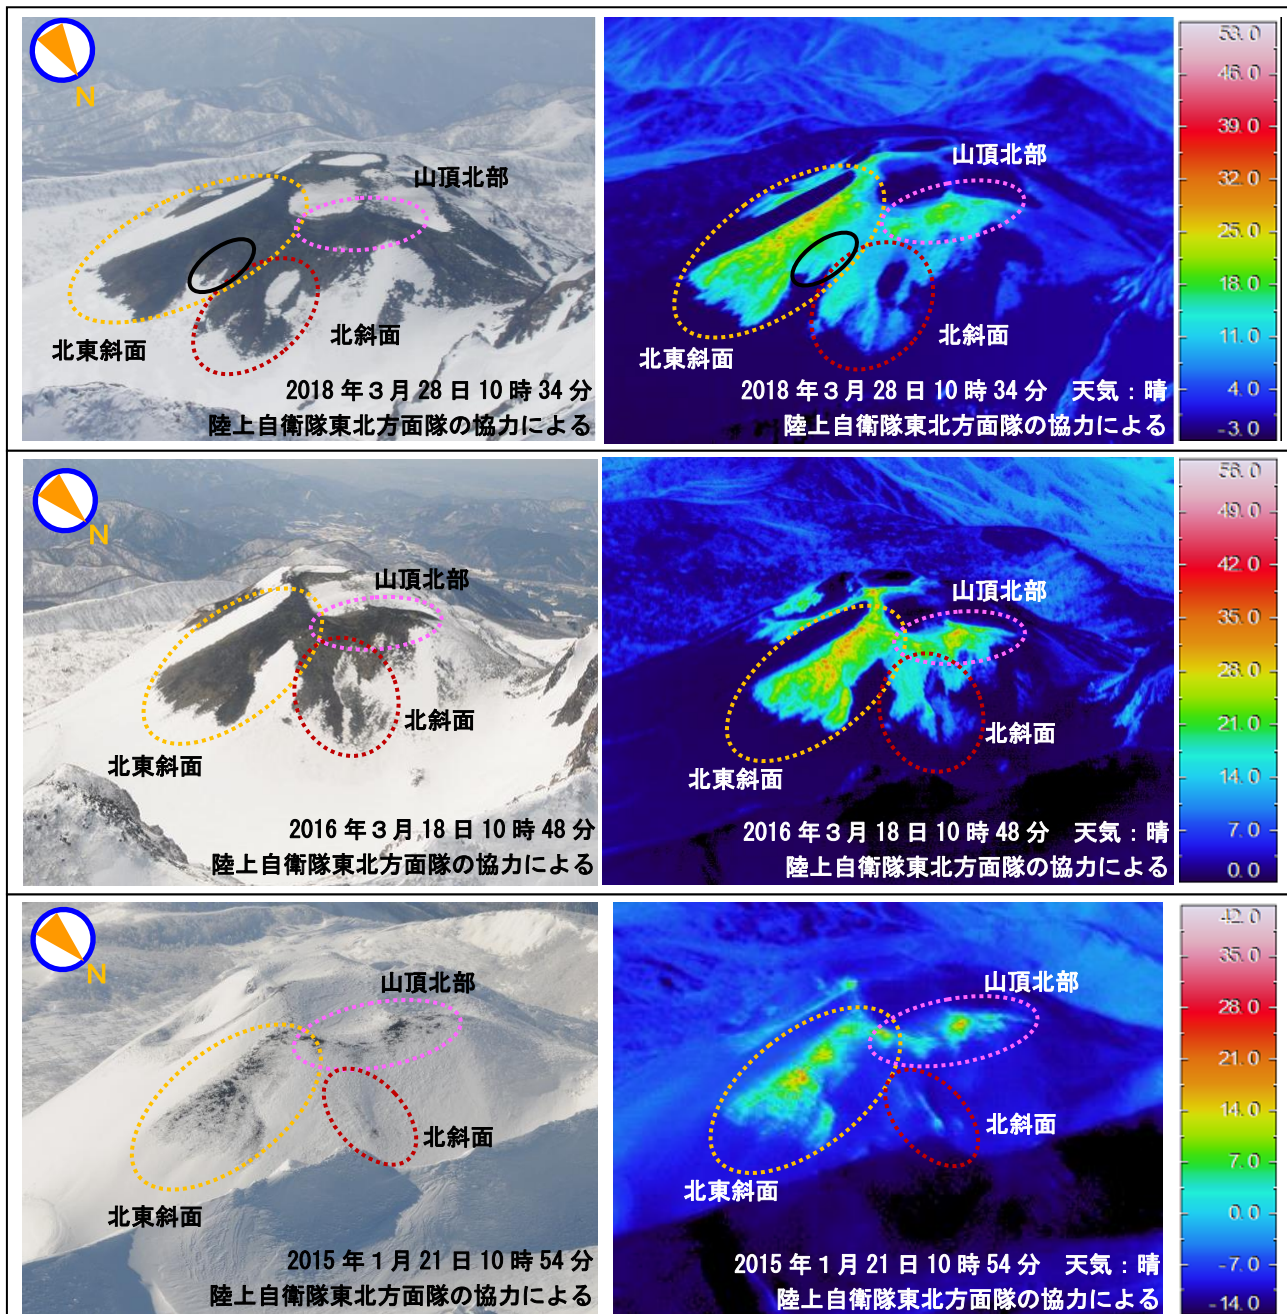 N
山頂北部
北斜面
北東斜面
2018年3月28日10時34分
陸上自衛隊東北方面隊の協力による
山頂北部
北斜面
北東斜面
2018年3月28日10時34分 天気:晴
陸上自衛隊東北方面隊の協力による
53.0
46.0
39.0
32.0
25.0
18.0
11.0
4.0
-3.0
N
山頂北部
北斜面
北東斜面
2016年3月18日10時48分
陸上自衛隊東北方面隊の協力による
山頂北部
北斜面
北東斜面
2016年3月18日10時48分 天気:晴
陸上自衛隊東北方面隊の協力による
56.0
49.0
42.0
35.0
28.0
21.0
14.0
7.0
0.0
N
山頂北部
北斜面
北東斜面
2015年1月21日10時54分
陸上自衛隊東北方面隊の協力による
山頂北部
北斜面
北東斜面
2015年1月21日10時54分 天気:晴
陸上自衛隊東北方面隊の協力による
42.0
35.0
28.0
21.0
14.0
7.0
0.0
-7.0
-14.0